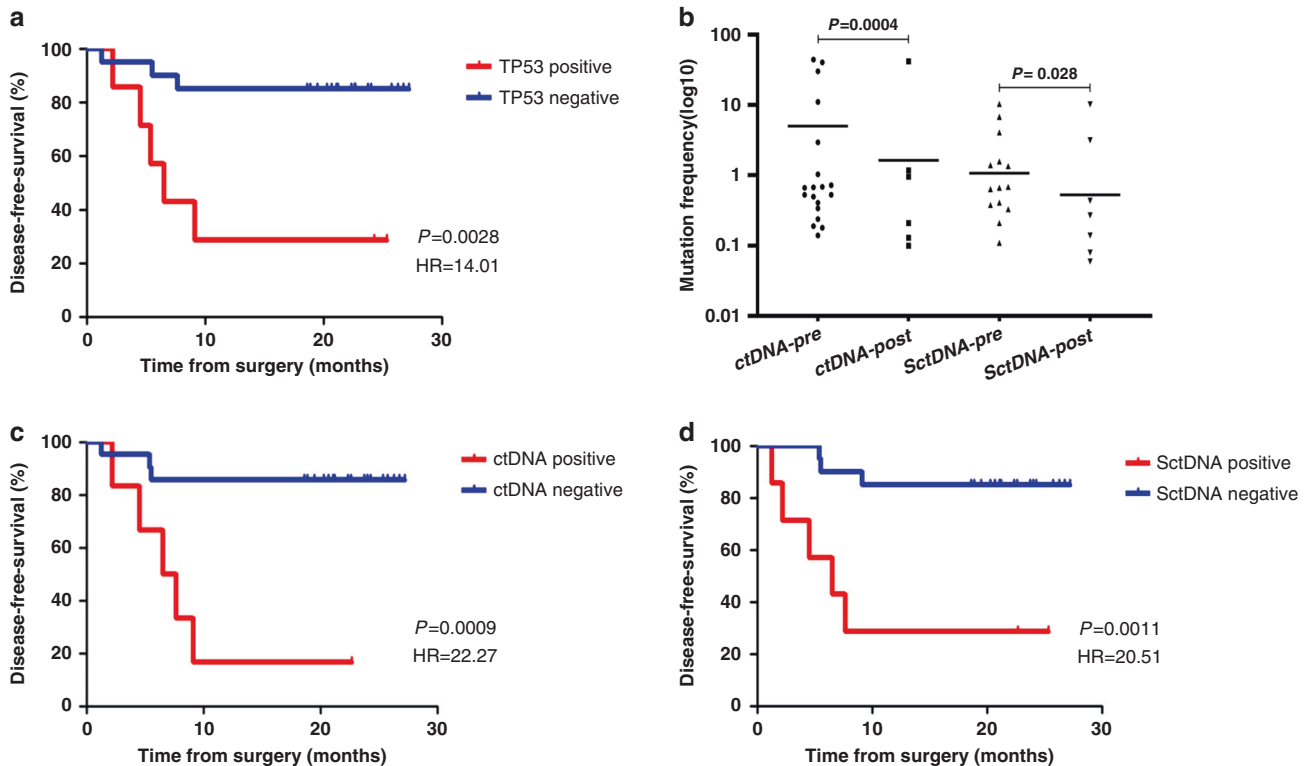 a
Disease-free-survival (%)
100
80
60
40
20
0
0 10 20 30
Time from surgery (months)
TP53 positive
TP53 negative
P=0.0028
HR=14.01
b
Mutation frequency(log10)
100
10
1
0.1
0.01
P=0.0004
P= 0.028
ctDNA-pre
ctDNA-post
SctDNA-pre
SctDNA-post
c
Disease-free-survival (%)
100
80
60
40
20
0
0 10 20 30
Time from surgery (months)
ctDNA positive
ctDNA negative
P=0.0009
HR=22.27
d
Disease-free-survival (%)
100
80
60
40
20
0
0 10 20 30
Time from surgery (months)
SctDNA positive
SctDNA negative
P=0.0011
HR=20.51